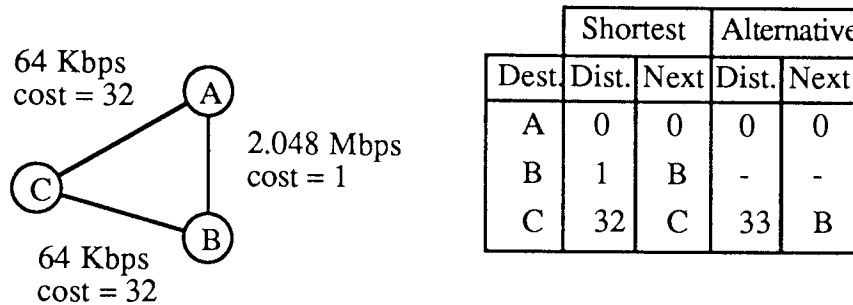 64 Kbps
cost = 32
A
2.048 Mbps
cost = 1
C
B
64 Kbps
cost = 32
Shortest Alternative
Dest. Dist. Next Dist. Next
A 0 0 0 0
B 1 B - -
C 32 C 33 B